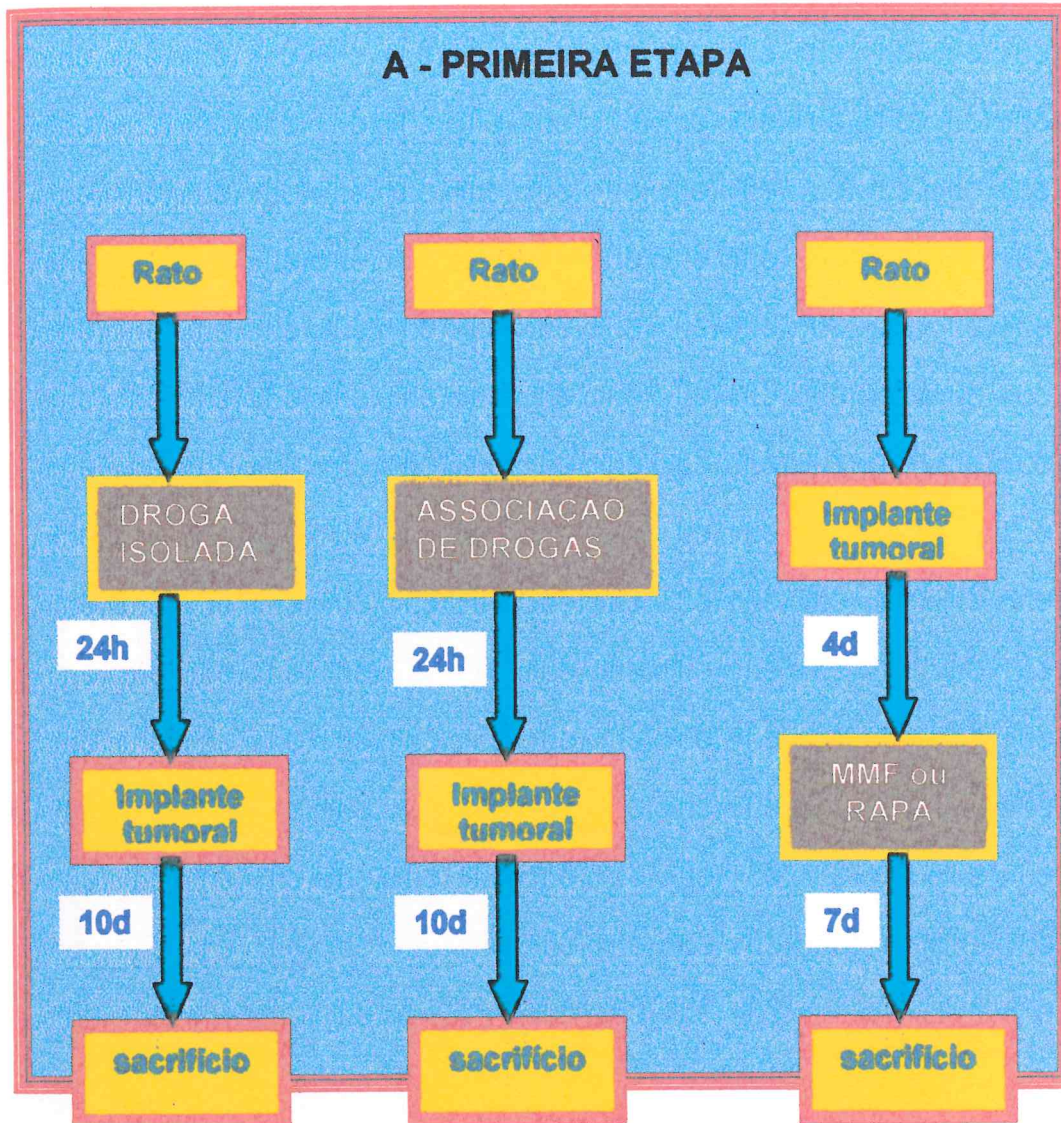 A - PRIMEIRA ETAPA
Rato
Rato
Rato
DROGA
ISOLADA
ASSOCIAÇÃO
DE DROGAS
Implante
tumoral
24h
24h
4d
Implante
tumoral
Implante
tumoral
MMF ou
RAPA
10d
10d
7d
sacrifício
sacrifício
sacrifício